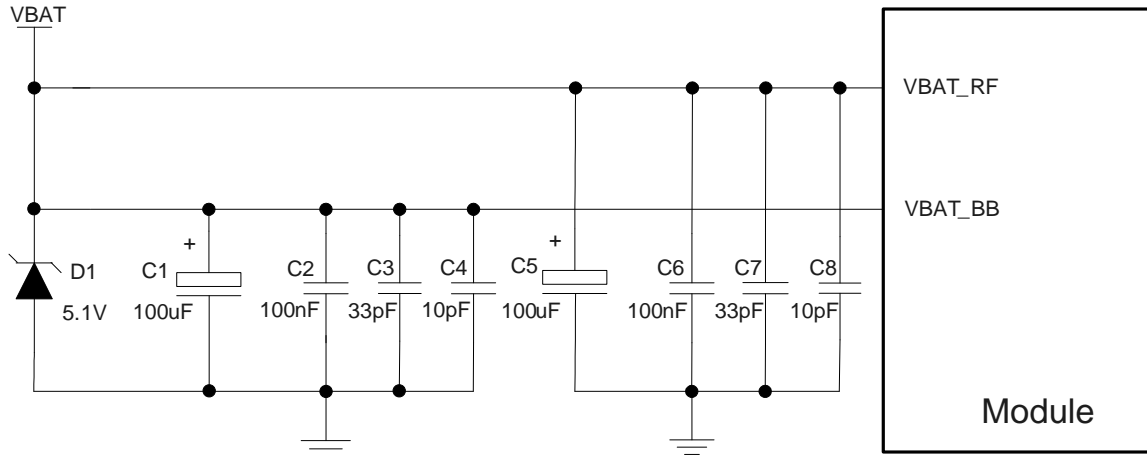 VBAT
VBAT_RF
VBAT_BB
+
+
D1
C1
C2
C3
C4
C5
C6
C7
C8
5.1V
100uF
100nF
33pF
10pF
100uF
100nF
33pF
10pF
Module